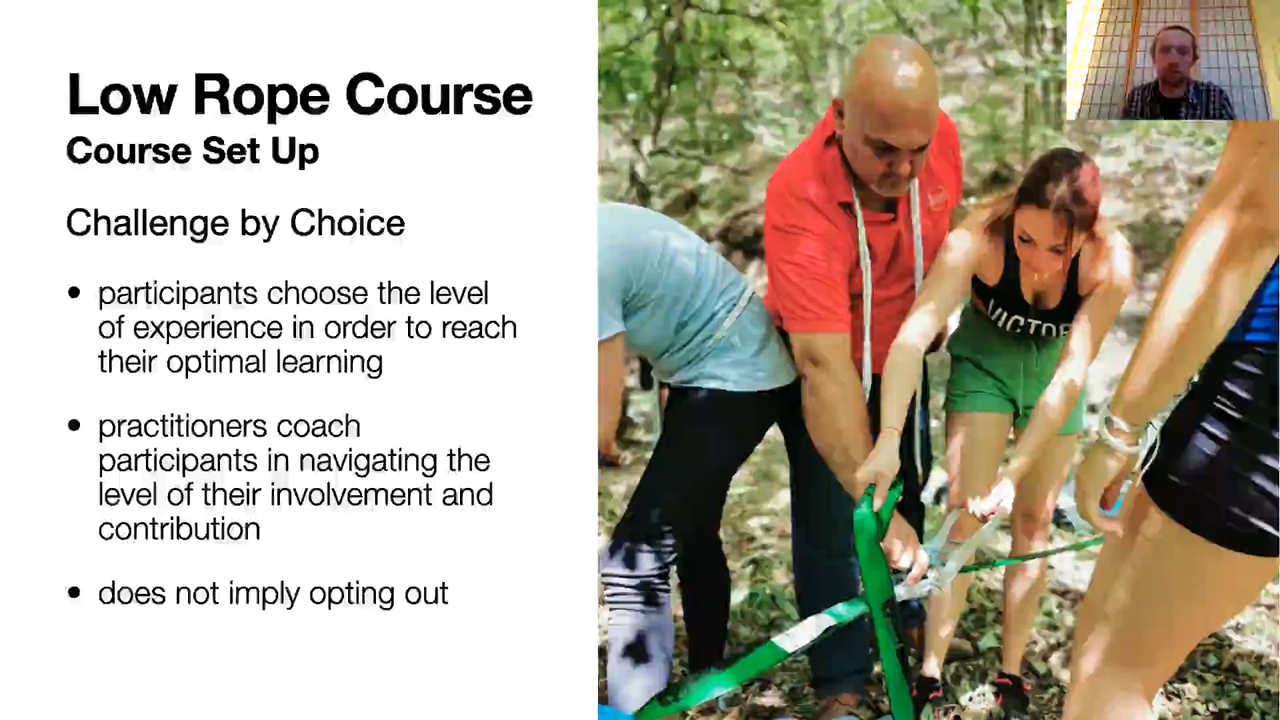 Low Rope Course
Course Set Up
Challenge by Choice
• participants choose the level
of experience in order to reach
their optimal learning
• practitioners coach
participants in navigating the
level of their involvement and
contribution
• does not imply opting out
VICTOR